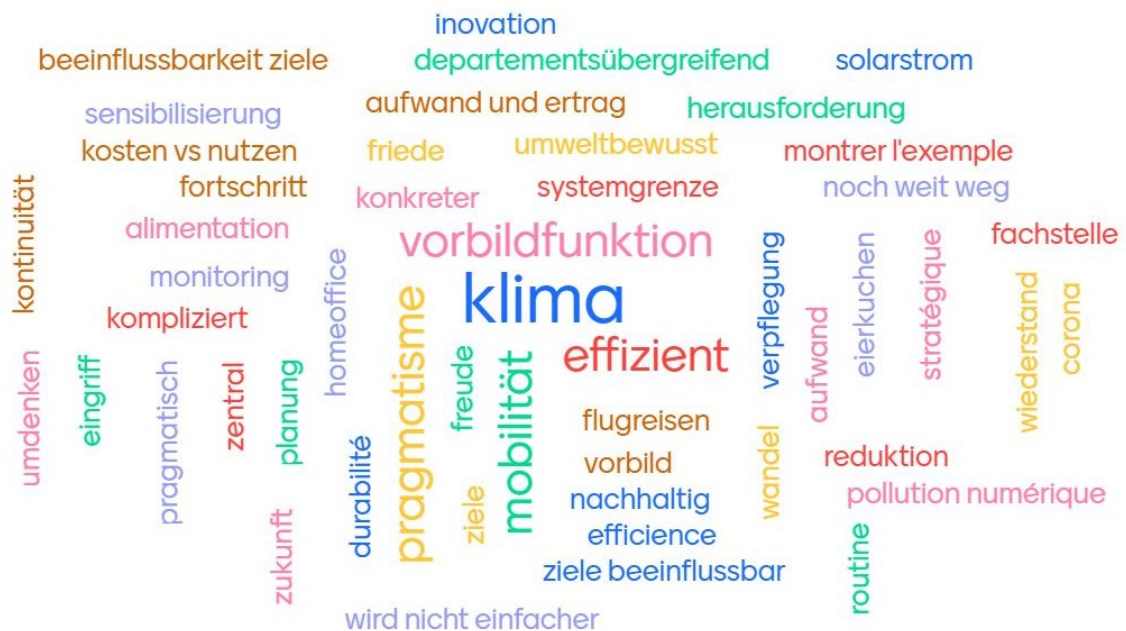 inovation
beeinflussbarkeit ziele
departementsübergreifend
solarstrom
sensibilisierung
aufwand und ertrag
herausforderung
kosten vs nutzen
friede
umweltbewusst
montrer l'exemple
fortschritt
konkreter
systemgrenze
noch weit weg
kontinuität
alimentation
vorbildfunktion
fachstelle
monitoring
homeoffice
klima
verpflegung
eierkuchen
stratégique
wiederstand
corona
kompliziert
pragmatisme
effizient
aufwand
umdenken
eingriff
pragmatisch
zentral
planung
freude
mobilität
flugreisen
wandel
reduktion
durabilité
vorbild
pollution numérique
zukunft
ziele
nachhaltig
efficience
routine
ziele beeinflussbar
wird nicht einfacher